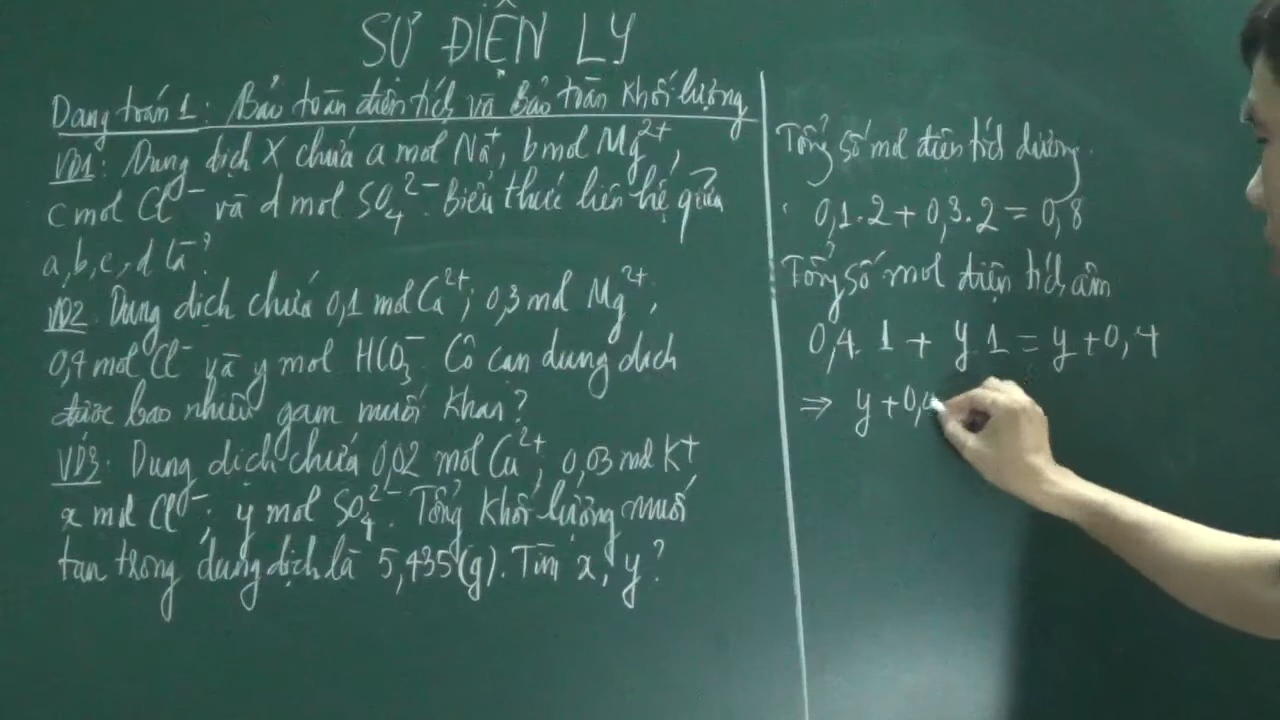 SỰ ĐIỆN LY
Dạng toán 1: Bảo toàn điện tích và Bảo toàn khối lượng
VD1: Dung dịch X chứa a mol Na⁺, b mol Mg²⁺,
c mol Cl⁻ và d mol SO₄²⁻. Biểu thức liên hệ giữa
a, b, c, d là?
VD2. Dung dịch chứa 0,1 mol Ca²⁺; 0,3 mol Mg²⁺,
0,4 mol Cl⁻ và y mol HCO₃⁻. Cô cạn dung dịch
được bao nhiêu gam muối khan?
VD3: Dung dịch chứa 0,02 mol Cu²⁺, 0,03 mol K⁺
x mol Cl⁻; y mol SO₄²⁻. Tổng khối lượng muối
tan trong dung dịch là 5,435(g). Tìm x, y?
Tổng số mol điện tích dương.
0,1.2 + 0,3.2 = 0,8
Tổng số mol điện tích âm
0,4.1 + y.1 = y + 0,4
⇒ y + 0,4